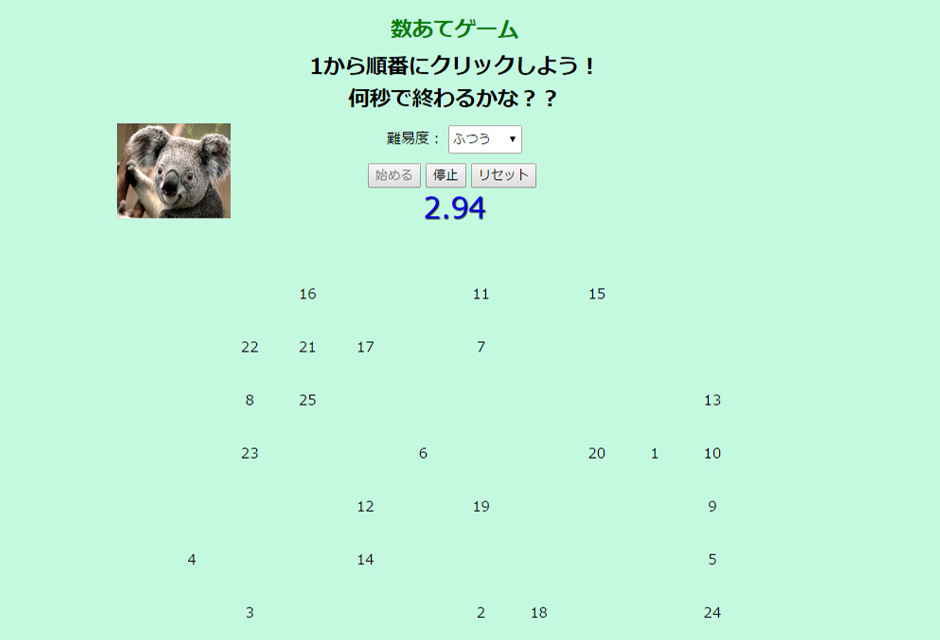 数あてゲーム
1から順番にクリックしよう！
何秒で終わるかな？？
難易度： ふつう ▼
始める 停止 リセット
2.94
16 11 15
22 21 17 7
8 25 13
23 6 20 1 10
12 19 9
4 14 5
3 2 18 24